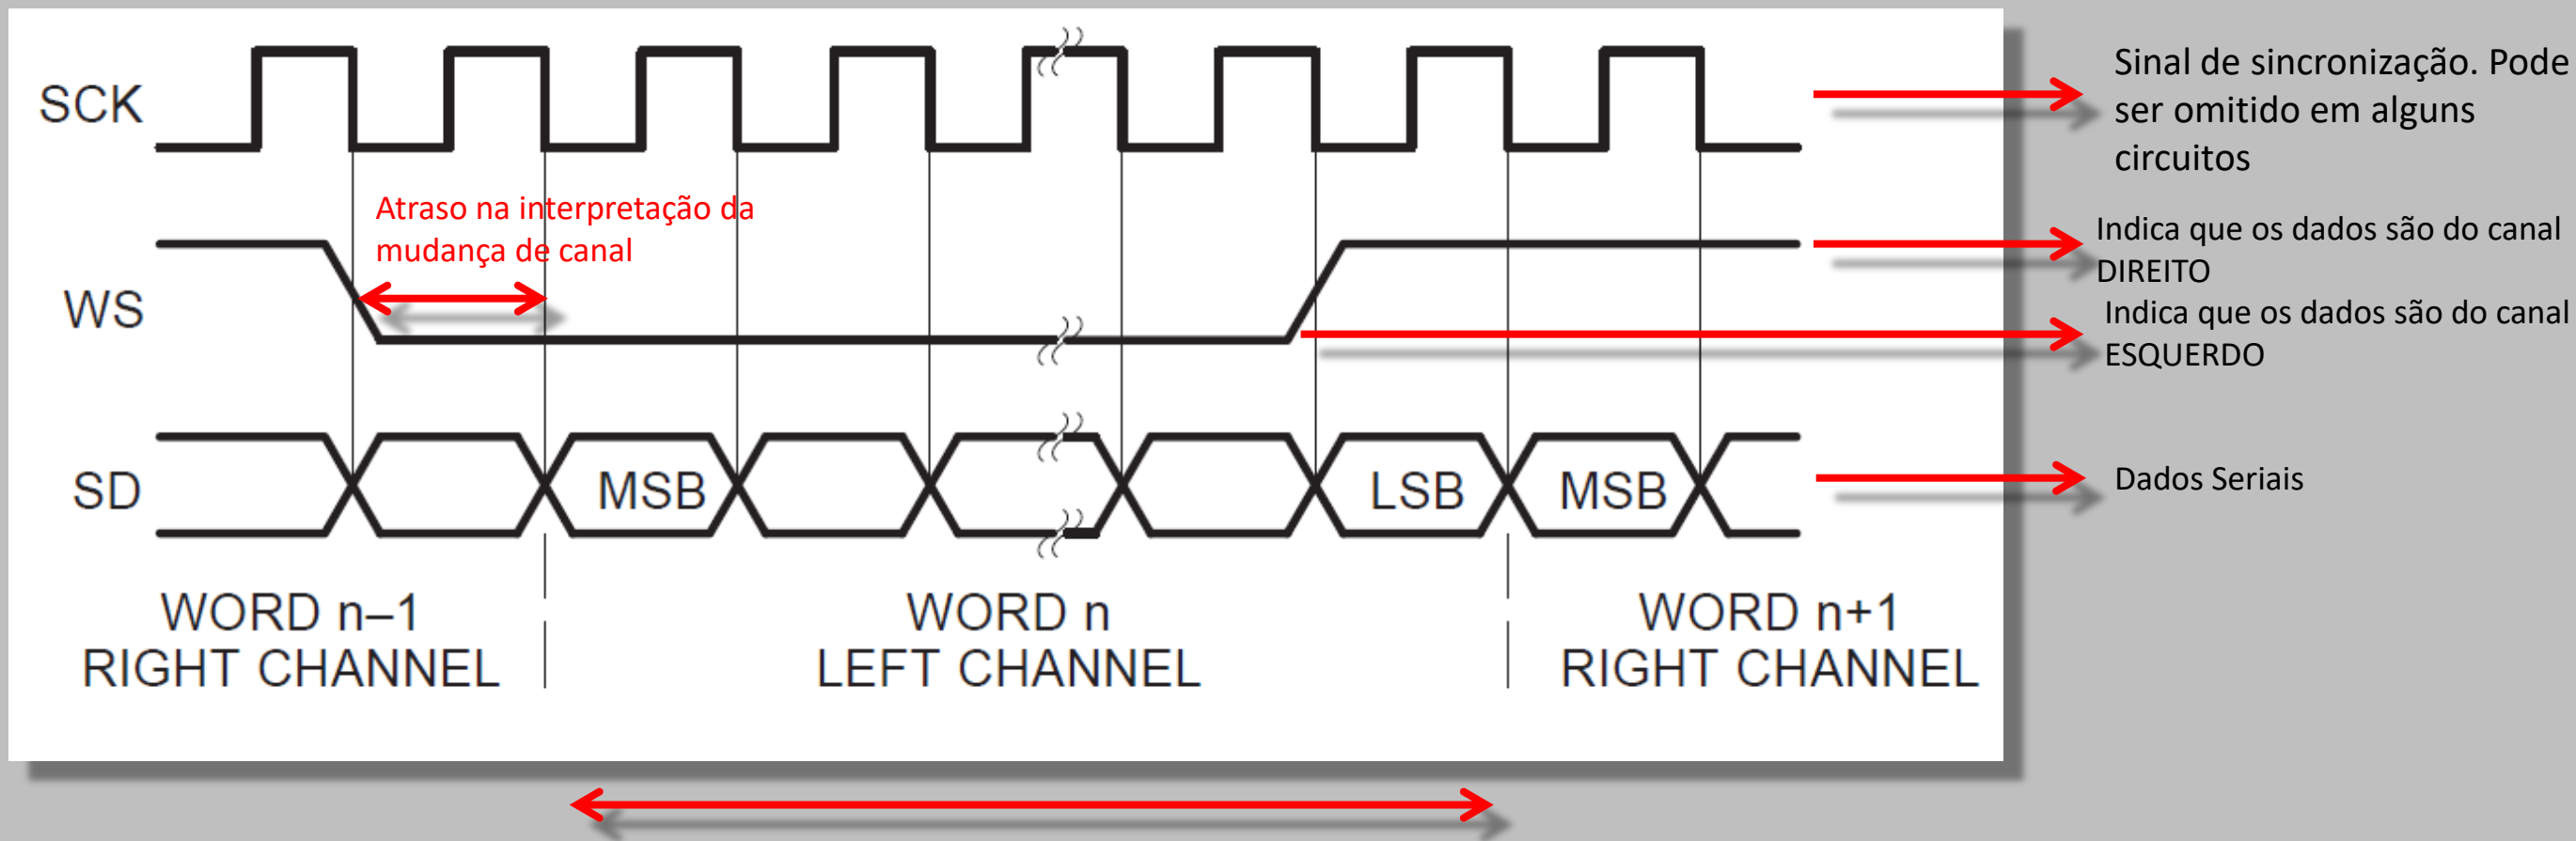 SCK
Sinal de sincronização. Pode
ser omitido em alguns
circuitos
Atraso na interpretação da
mudança de canal
WS
Indica que os dados são do canal
DIREITO
Indica que os dados são do canal
ESQUERDO
SD
MSB
LSB
MSB
Dados Seriais
WORD n–1
RIGHT CHANNEL
WORD n
LEFT CHANNEL
WORD n+1
RIGHT CHANNEL